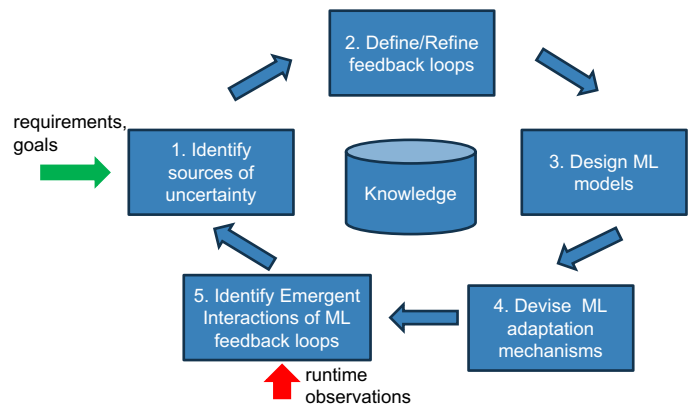 2. Define/Refine
feedback loops
requirements,
goals
1. Identify
sources of
uncertainty
Knowledge
3. Design ML
models
5. Identify Emergent
Interactions of ML
feedback loops
4. Devise ML
adaptation
mechanisms
runtime
observations